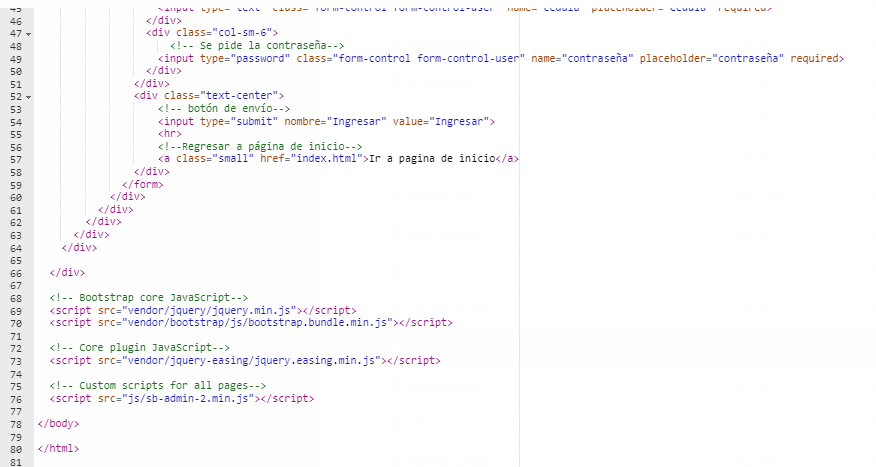 45 <input type="text" class="form-control form-control-user" name="cedula" placeholder="Cedula" required>
46 </div>
47 <div class="col-sm-6">
48 <!-- Se pide la contraseña-->
49 <input type="password" class="form-control form-control-user" name="contraseña" placeholder="contraseña" required>
50 </div>
51 </div>
52 <div class="text-center">
53 <!-- botón de envío-->
54 <input type="submit" nombre="Ingresar" value="Ingresar">
55 <hr>
56 <!--Regresar a página de inicio-->
57 <a class="small" href="index.html">Ir a pagina de inicio</a>
58 </div>
59 </form>
60 </div>
61 </div>
62 </div>
63 </div>
64 </div>
65
66 </div>
67
68 <!-- Bootstrap core JavaScript-->
69 <script src="vendor/jquery/jquery.min.js"></script>
70 <script src="vendor/bootstrap/js/bootstrap.bundle.min.js"></script>
71
72 <!-- Core plugin JavaScript-->
73 <script src="vendor/jquery-easing/jquery.easing.min.js"></script>
74
75 <!-- Custom scripts for all pages-->
76 <script src="js/sb-admin-2.min.js"></script>
77
78 </body>
79
80 </html>
81